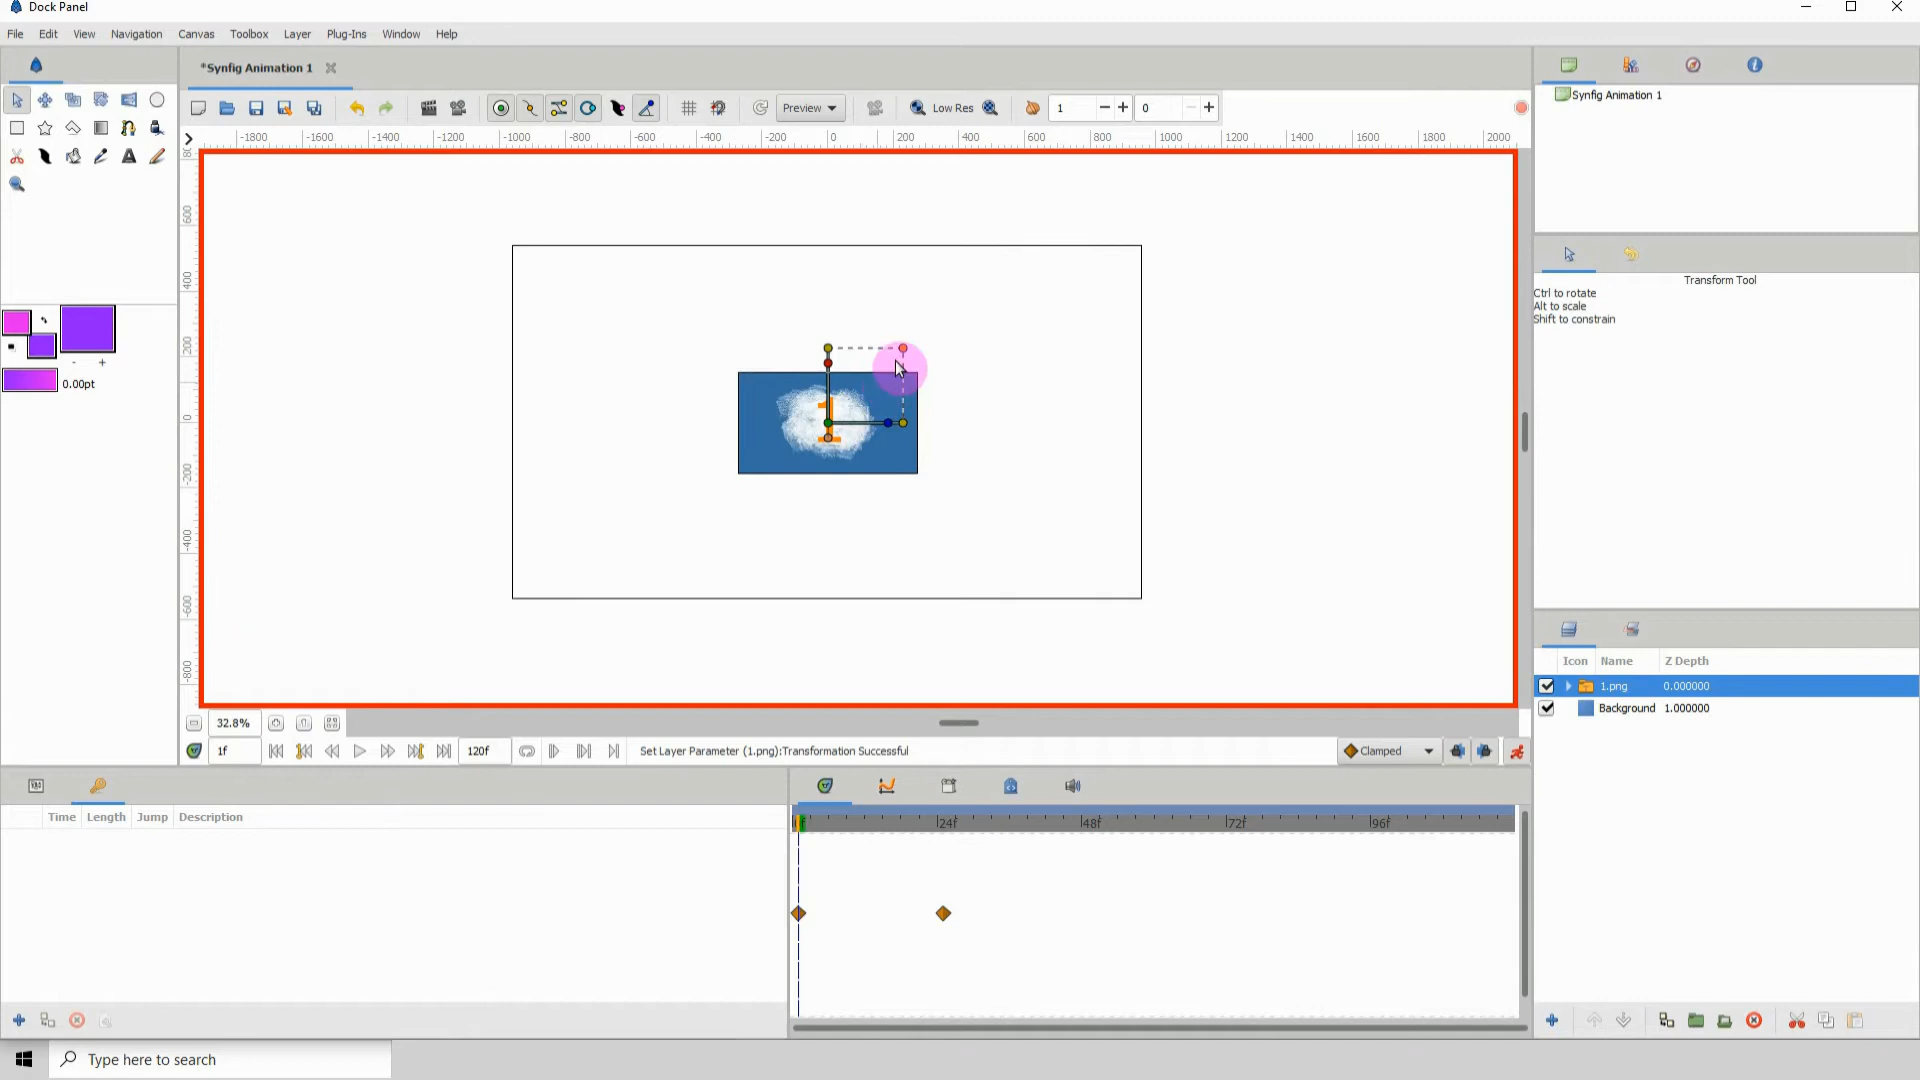 Dock Panel
File Edit View Navigation Canvas Toolbox Layer Plug-Ins Window Help
*Synfig Animation 1
Preview Low Res 1 0
-1800 -1600 -1400 -1200 -1000 -800 -600 -400 -200 0 200 400 600 800 1000 1200 1400 1600 1800 2000
600
400
200
0
-200
-400
-600
-800
1
0.00pt
32.8%
1f 120f Set Layer Parameter (1.png):Transformation Successful Clamped
Time Length Jump Description
24f 48f 72f 96f
Synfig Animation 1
Transform Tool
Ctrl to rotate
Alt to scale
Shift to constrain
Icon Name Z Depth
1.png 0.000000
Background 1.000000
Type here to search